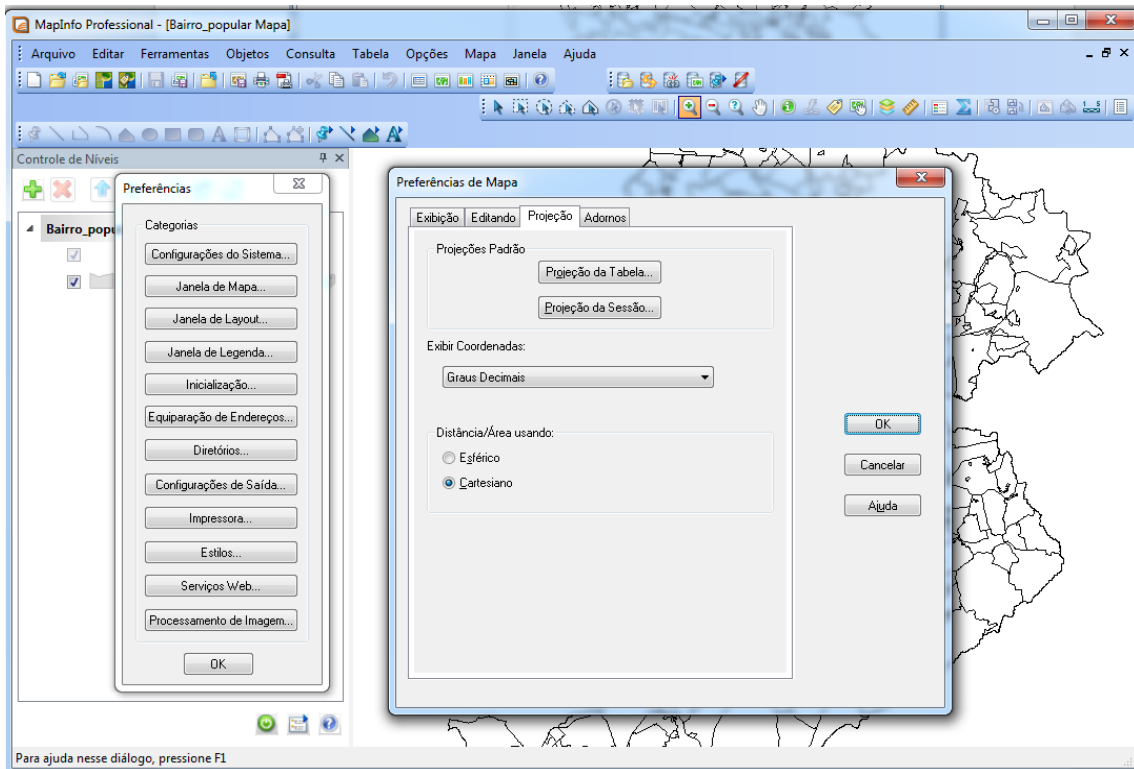 MapInfo Professional - [Bairro_popular Mapa]
Arquivo Editar Ferramentas Objetos Consulta Tabela Opções Mapa Janela Ajuda
Controle de Níveis
Bairro_popu
Preferências
Categorias
Configurações do Sistema...
Janela de Mapa...
Janela de Layout...
Janela de Legenda...
Inicialização...
Equiparação de Endereços...
Diretórios...
Configurações de Saída...
Impressora...
Estilos...
Serviços Web...
Processamento de Imagem...
OK
Preferências de Mapa
Exibição Editando Projeção Adornos
Projeções Padrão
Projeção da Tabela...
Projeção da Sessão...
Exibir Coordenadas:
Graus Decimais
Distância/Área usando:
Esférico
Cartesiano
OK
Cancelar
Ajuda
Para ajuda nesse diálogo, pressione F1